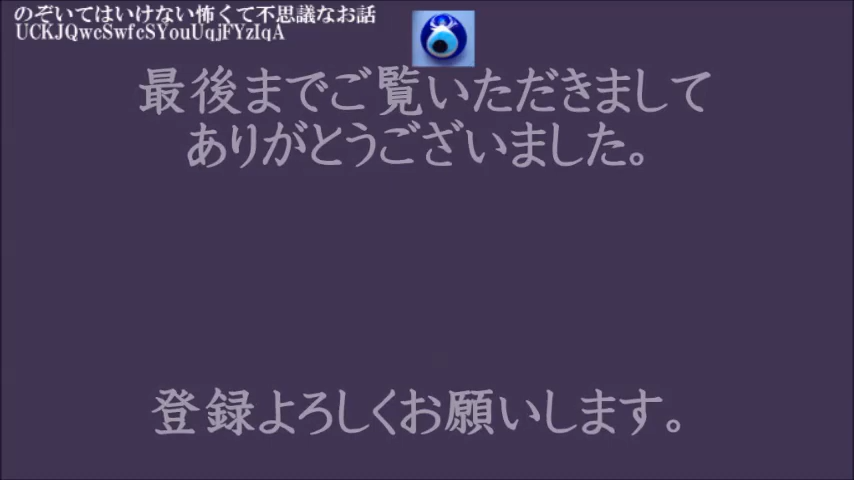 のぞいてはいけない怖くて不思議なお話
UCKJQwcSwfcSYouUqjFYzIqA
最後までご覧いただきまして
ありがとうございました。
登録よろしくお願いします。